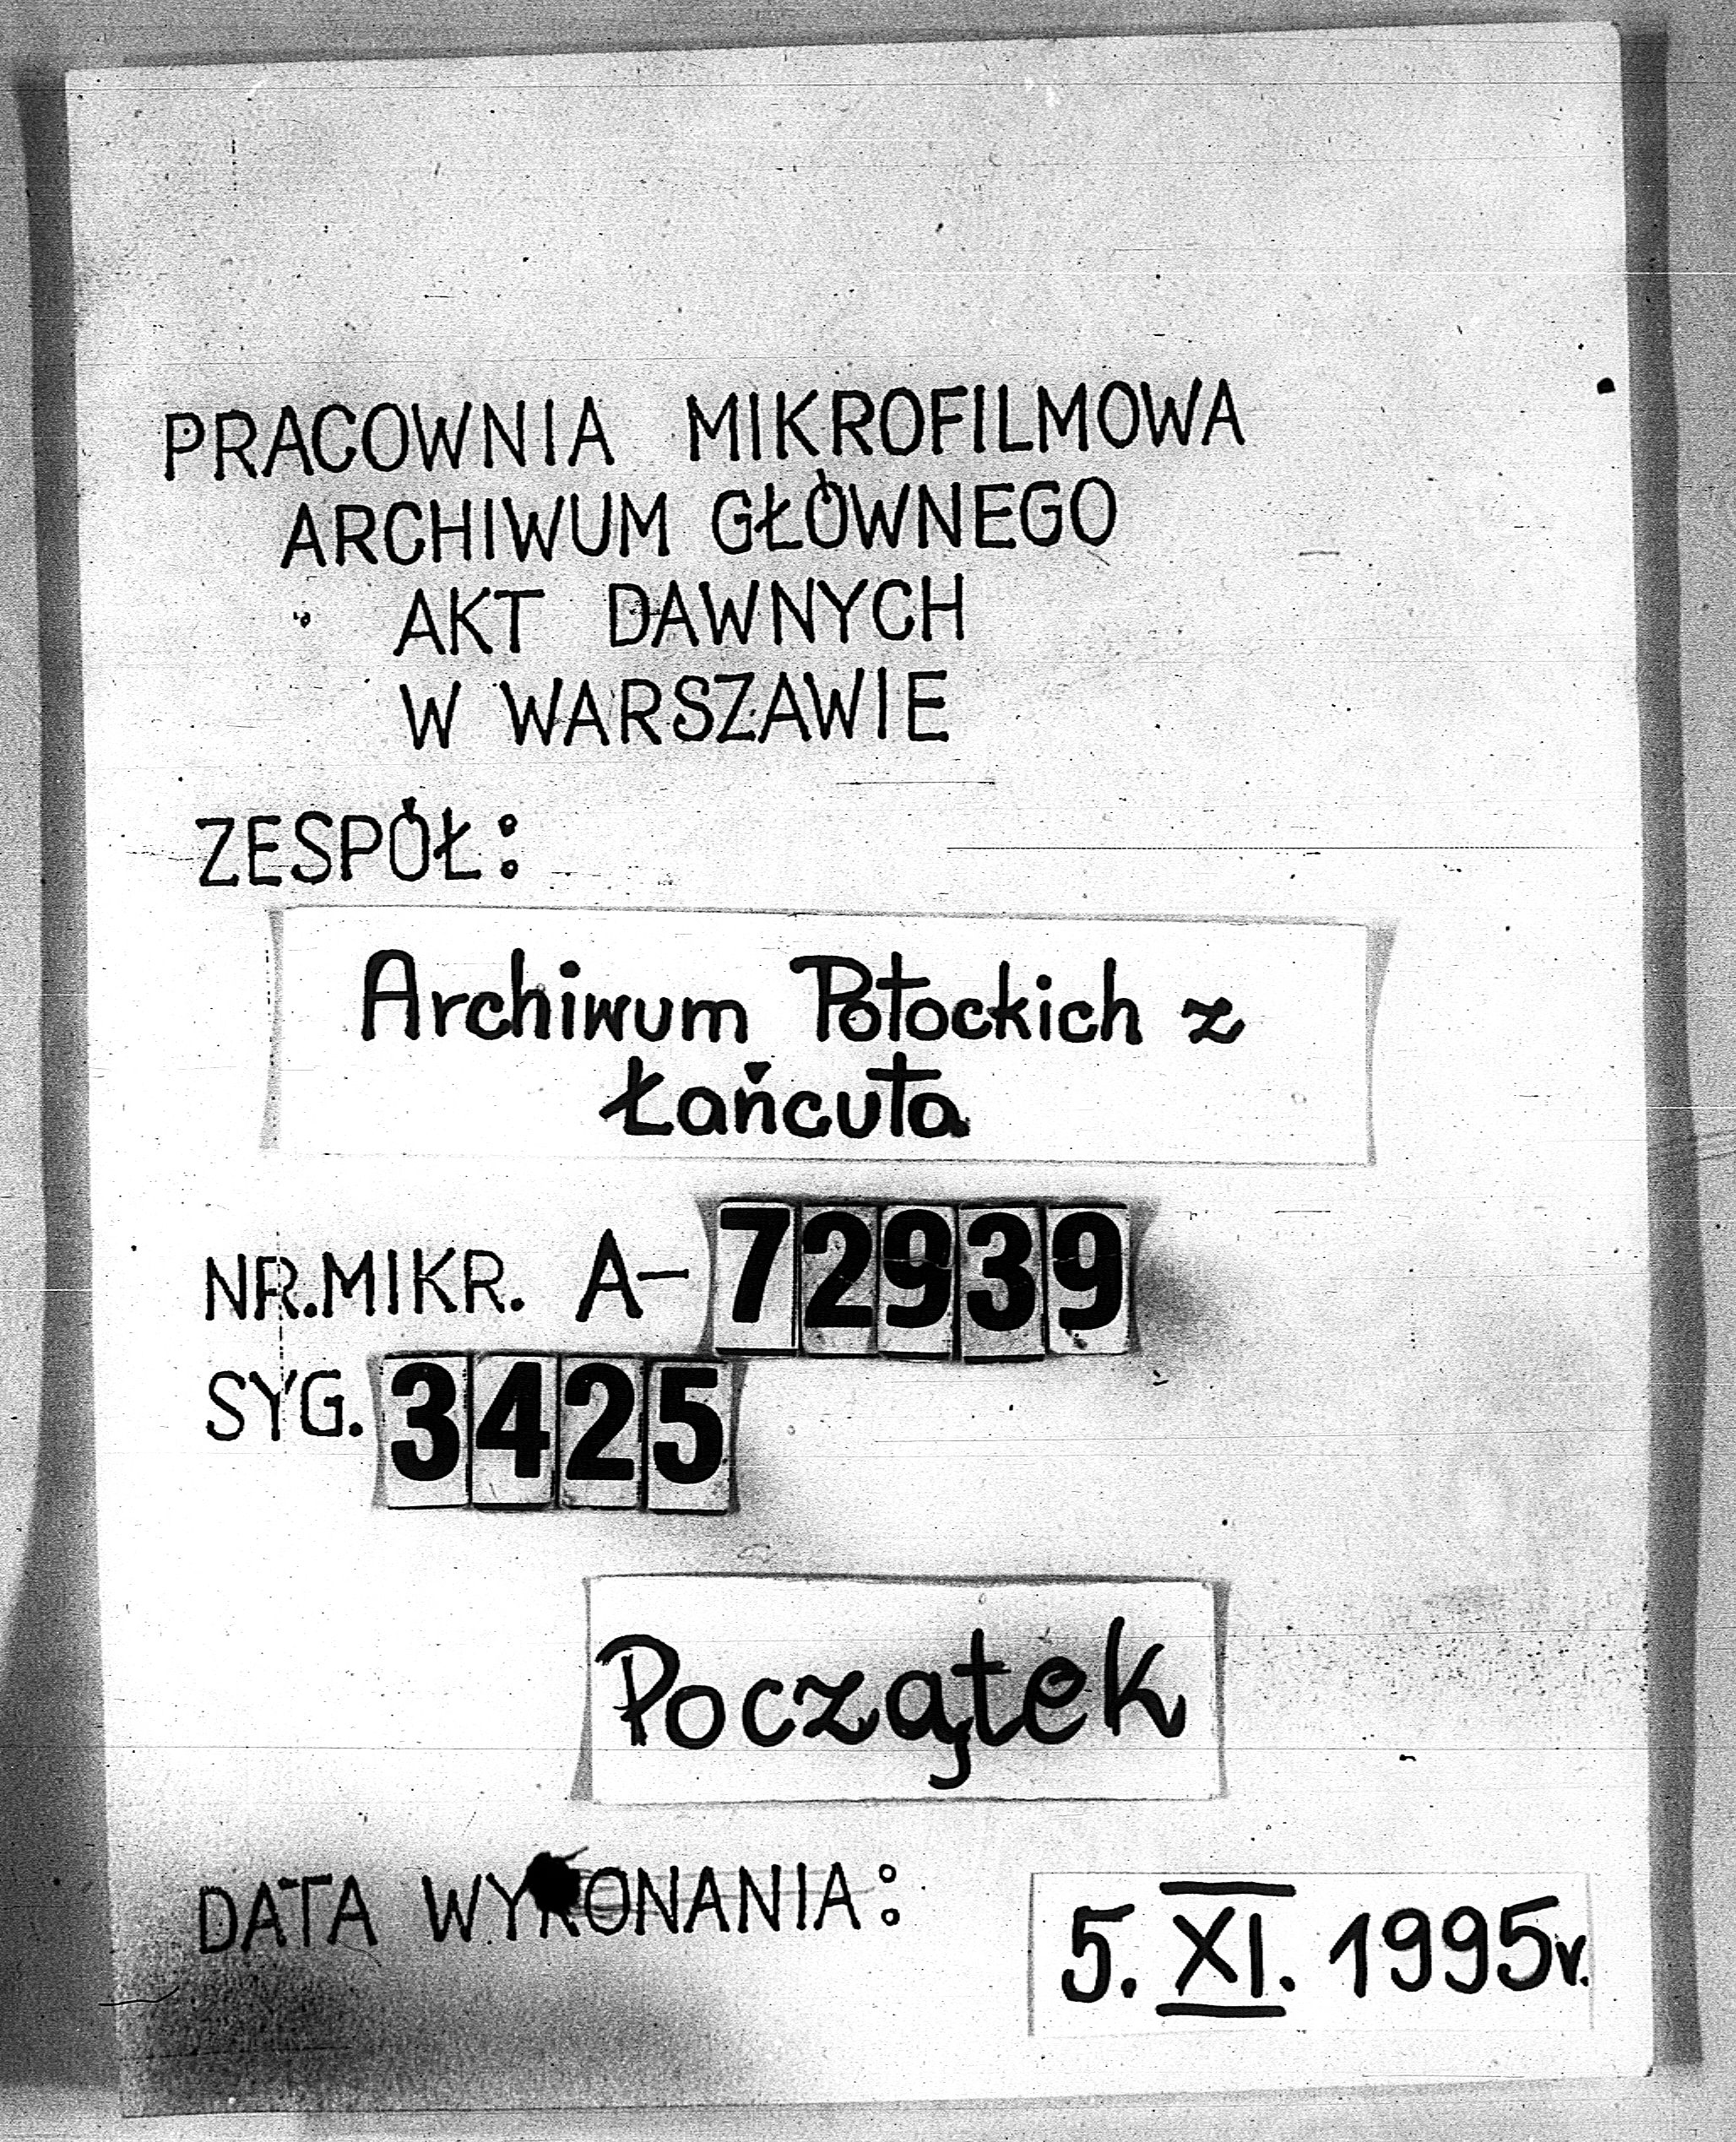 PRACOWNIA MIKROFILMOWA
ARCHIWUM GŁÓWNEGO
AKT DAWNYCH
W WARSZAWIE
ZESPÓŁ:
Archiwum Potockich z
Łańcuta
NR.MIKR. A-72939
SYG. 3425
Początek
DATA WYKONANIA: 5. XI. 1995r.